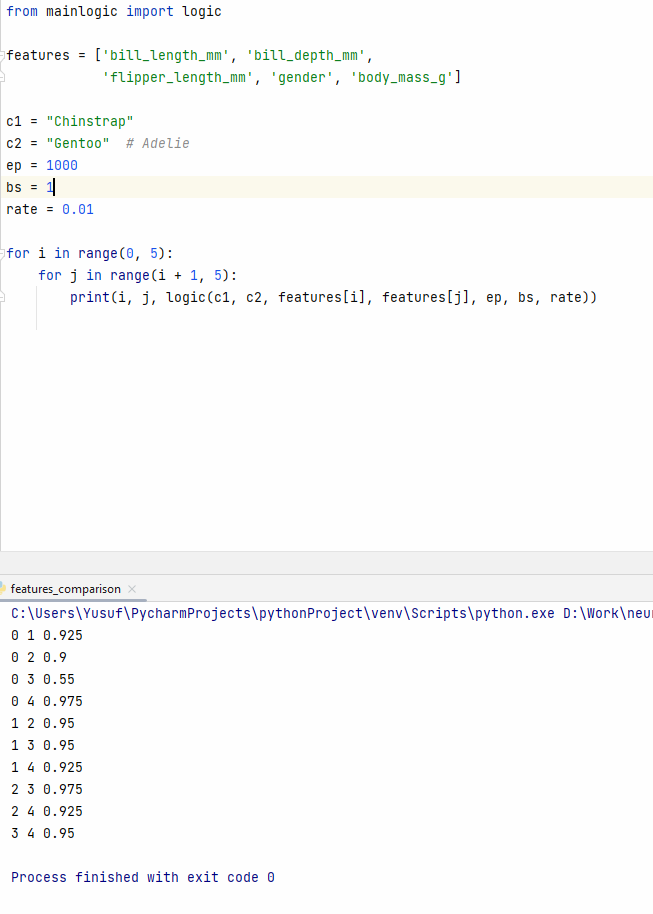 from mainlogic import logic
features = ['bill_length_mm', 'bill_depth_mm',
'flipper_length_mm', 'gender', 'body_mass_g']
c1 = "Chinstrap"
c2 = "Gentoo"  # Adelie
ep = 1000
bs = 1
rate = 0.01
for i in range(0, 5):
for j in range(i + 1, 5):
print(i, j, logic(c1, c2, features[i], features[j], ep, bs, rate))
features_comparison
C:\Users\Yusuf\PycharmProjects\pythonProject\venv\Scripts\python.exe D:\Work\neu
0 1 0.925
0 2 0.9
0 3 0.55
0 4 0.975
1 2 0.95
1 3 0.95
1 4 0.925
2 3 0.975
2 4 0.925
3 4 0.95
Process finished with exit code 0